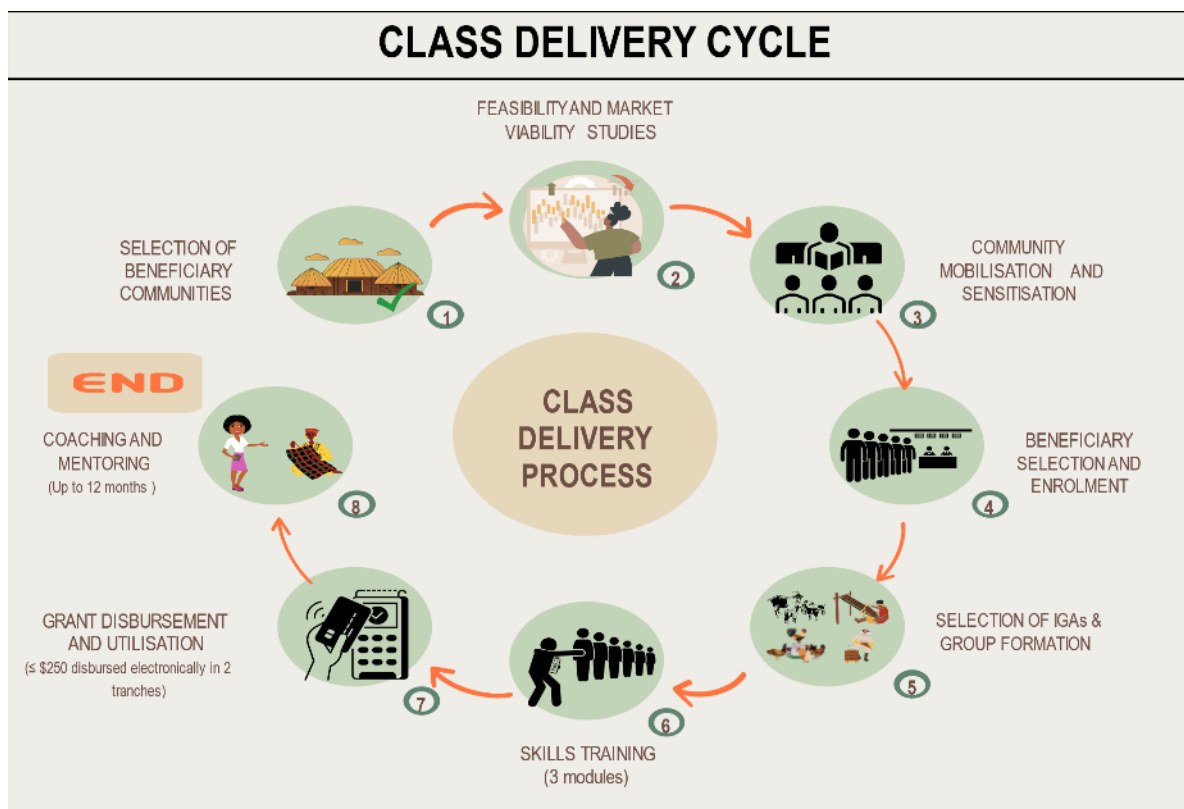 CLASS DELIVERY CYCLE
FEASIBILITY AND MARKET
VIABILITY STUDIES
SELECTION OF
BENEFICIARY
COMMUNITIES
1
2
COMMUNITY
MOBILISATION AND
SENSITISATION
3
END
COACHING AND
MENTORING
(Up to 12 months )
8
CLASS
DELIVERY
PROCESS
BENEFICIARY
SELECTION AND
ENROLMENT
4
GRANT DISBURSEMENT
AND UTILISATION
(≤ $250 disbursed electronically in 2
tranches)
7
SELECTION OF IGAs &
GROUP FORMATION
5
6
SKILLS TRAINING
(3 modules)